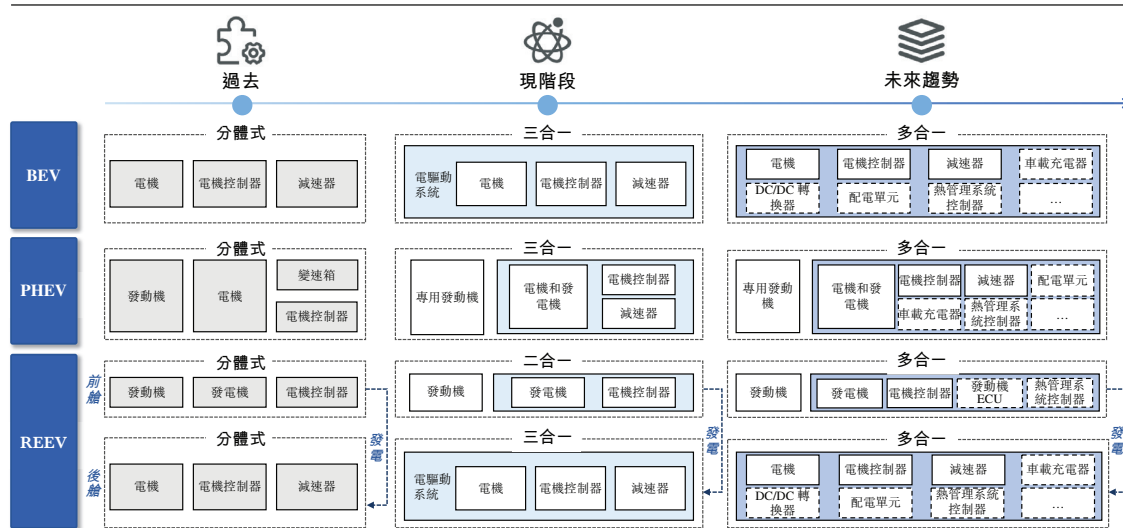 過去
現階段
未來趨勢
BEV
分體式
電機
電機控制器
減速器
三合一
電驅動
系統
電機
電機控制器
減速器
多合一
電機
電機控制器
減速器
車載充電器
DC/DC 轉
換器
配電單元
熱管理系統
控制器
...
PHEV
分體式
發動機
電機
變速箱
電機控制器
三合一
專用發動機
電機和發
電機
電機控制器
減速器
多合一
專用發動
機
電機和發
電機
電機控制器
減速器
配電單元
車載充電器
熱管理系
統控制器
...
REEV
前艙
分體式
發動機
發電機
電機控制器
二合一
發動機
發電機
電機控制器
多合一
發動機
發電機
電機控制器
發動機
ECU
熱管理系
統控制器
發電
發電
發電
後艙
分體式
電機
電機控制器
減速器
三合一
電驅動
系統
電機
電機控制器
減速器
多合一
電機
電機控制器
減速器
車載充電器
DC/DC 轉
換器
配電單元
熱管理系統
控制器
...